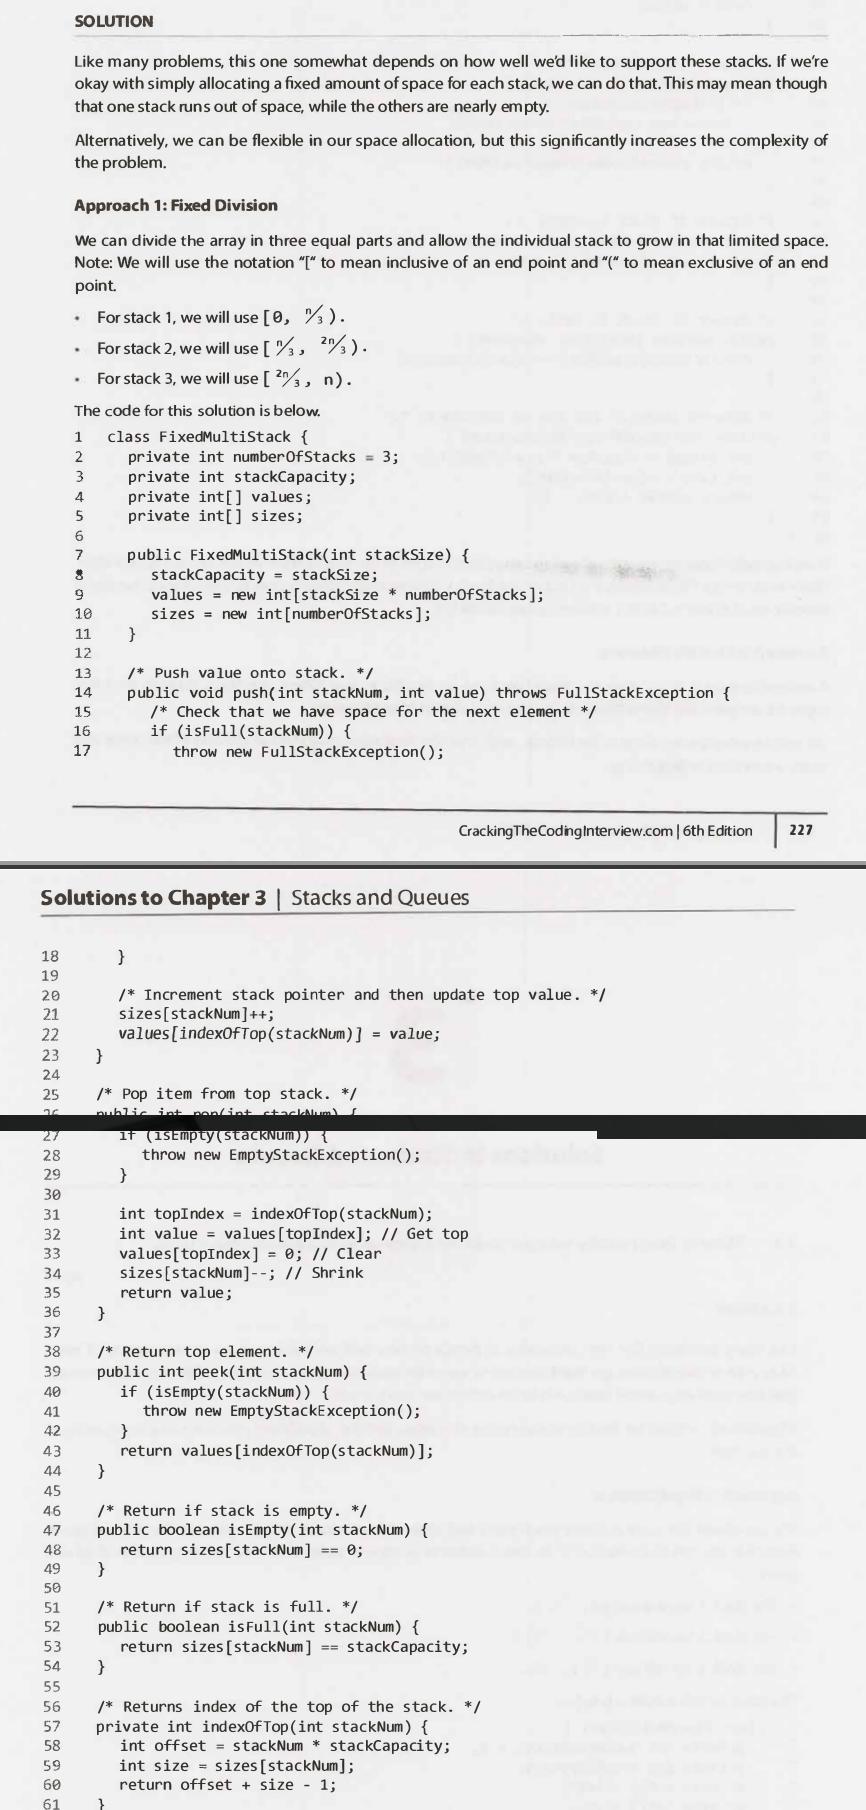 SOLUTION
Like many problems, this one somewhat depends on how well we'd like to support these stacks. If we're
okay with simply allocating a fixed amount of space for each stack, we can do that. This may mean though
that one stack runs out of space, while the others are nearly empty.
Alternatively, we can be flexible in our space allocation, but this significantly increases the complexity of
the problem.
Approach 1: Fixed Division
We can divide the array in three equal parts and allow the individual stack to grow in that limited space.
Note: We will use the notation "[" to mean inclusive of an end point and "(" to mean exclusive of an end
point.
• For stack 1, we will use [0, n/3).
• For stack 2, we will use [n/3, 2n/3).
• For stack 3, we will use [2n/3, n).
The code for this solution is below.
1 class FixedMultiStack {
2 private int numberOfStacks = 3;
3 private int stackCapacity;
4 private int[] values;
5 private int[] sizes;
6
7 public FixedMultiStack(int stackSize) {
8 stackCapacity = stackSize;
9 values = new int[stackSize * numberOfStacks];
10 sizes = new int[numberOfStacks];
11 }
12
13 /* Push value onto stack. */
14 public void push(int stackNum, int value) throws FullStackException {
15 /* Check that we have space for the next element */
16 if (isFull(stackNum)) {
17 throw new FullStackException();
CrackingTheCodingInterview.com | 6th Edition 227
Solutions to Chapter 3 | Stacks and Queues
18 }
19
20 /* Increment stack pointer and then update top value. */
21 sizes[stackNum]++;
22 values[indexOfTop(stackNum)] = value;
23 }
24
25 /* Pop item from top stack. */
26 public int pop(int stackNum) {
27 if (isEmpty(stackNum)) {
28 throw new EmptyStackException();
29 }
30
31 int topIndex = indexOfTop(stackNum);
32 int value = values[topIndex]; // Get top
33 values[topIndex] = 0; // Clear
34 sizes[stackNum]--; // Shrink
35 return value;
36 }
37
38 /* Return top element. */
39 public int peek(int stackNum) {
40 if (isEmpty(stackNum)) {
41 throw new EmptyStackException();
42 }
43 return values[indexOfTop(stackNum)];
44 }
45
46 /* Return if stack is empty. */
47 public boolean isEmpty(int stackNum) {
48 return sizes[stackNum] == 0;
49 }
50
51 /* Return if stack is full. */
52 public boolean isFull(int stackNum) {
53 return sizes[stackNum] == stackCapacity;
54 }
55
56 /* Returns index of the top of the stack. */
57 private int indexOfTop(int stackNum) {
58 int offset = stackNum * stackCapacity;
59 int size = sizes[stackNum];
60 return offset + size - 1;
61 }